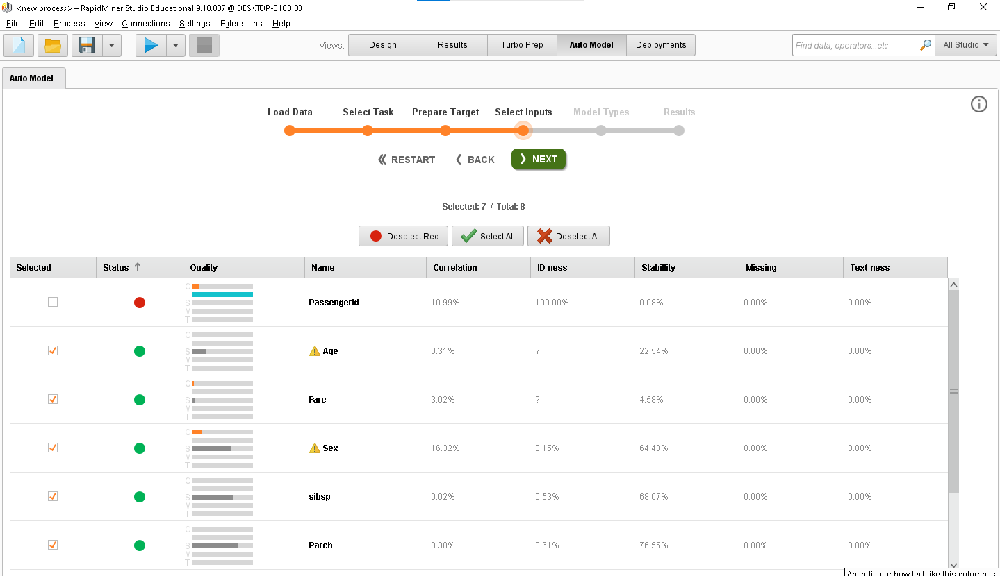 <new process> – RapidMiner Studio Educational 9.10.007 @ DESKTOP-31C3I83
File Edit Process View Connections Settings Extensions Help
Views: Design Results Turbo Prep Auto Model Deployments Find data, operators...etc All Studio
Auto Model
Load Data Select Task Prepare Target Select Inputs Model Types Results
RESTART BACK NEXT
Selected: 7 / Total: 8
Deselect Red Select All Deselect All
Selected Status Quality Name Correlation ID-ness Stabillity Missing Text-ness
C
I
S Passengerid 10.99% 100.00% 0.08% 0.00% 0.00%
M
T
C
I
S Age 0.31% ? 22.54% 0.00% 0.00%
M
T
C
I
S Fare 3.02% ? 4.58% 0.00% 0.00%
M
T
C
I
S Sex 16.32% 0.15% 64.40% 0.00% 0.00%
M
T
C
I
S sibsp 0.02% 0.53% 68.07% 0.00% 0.00%
M
T
C
I
S Parch 0.30% 0.61% 76.55% 0.00% 0.00%
M
T
An indicator how text-like this column is